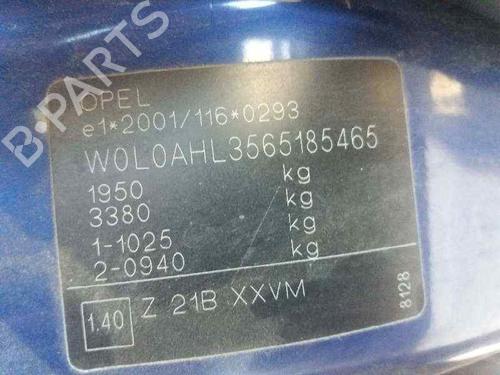 B-PARTS
OPEL
e1*2001/116*0293
W0L0AHL3565185465
1950 kg
3380 kg
1-1025 kg
2-0940 kg
1.40 Z 21B XXVM
8128